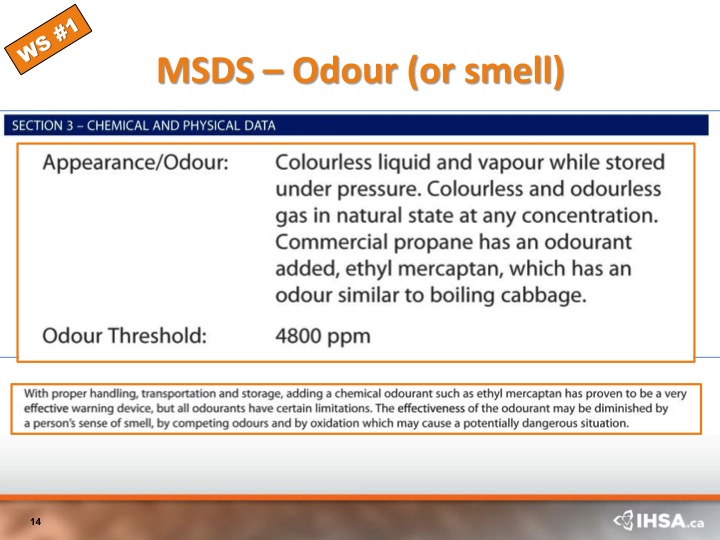 WS #1
MSDS – Odour (or smell)
SECTION 3 – CHEMICAL AND PHYSICAL DATA
Appearance/Odour: Colourless liquid and vapour while stored
under pressure. Colourless and odourless
gas in natural state at any concentration.
Commercial propane has an odourant
added, ethyl mercaptan, which has an
odour similar to boiling cabbage.
Odour Threshold: 4800 ppm
With proper handling, transportation and storage, adding a chemical odourant such as ethyl mercaptan has proven to be a very
effective warning device, but all odourants have certain limitations. The effectiveness of the odourant may be diminished by
a person's sense of smell, by competing odours and by oxidation which may cause a potentially dangerous situation.
14
IHSA.ca